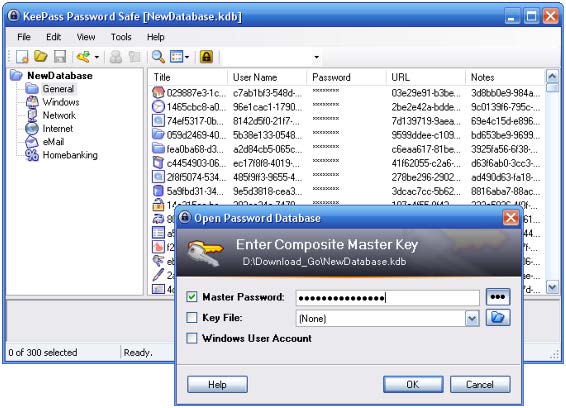 KeePass Password Safe [NewDatabase.kdb]
File Edit View Tools Help
NewDatabase
General
Windows
Network
Internet
eMail
Homebanking
Title User Name Password URL Notes
029887e3-1c... c7ab1bf3-548d-... ********* 03e29e91-b3be... 3d8bb0e9-984a...
1465cbc8-a0... 96e1cac1-1790... ********* 2be2e42a-bdde... 9c0139f6-795c-...
74ef5317-0b... 8142d5f0-21f7-... ********* 7d139719-9aea... 69e4c15d-e896...
059d2469-40... 5b38e133-0548... ********* 9599ddee-c109... bd653be9-9699...
fea0ba68-d3... a2d84cb5-065c... ********* c6eaa617-81be... 3925fa56-6f38-...
c4454903-06... ec17f8f8-4019-... ********* 41f62055-c2a6-... d63f6ab0-3cc3-...
2f8f5074-534... 485f9ff3-9655-4... ********* 278be296-2902... ad490d63-fa18-...
5a9fbd31-34... 9e5d3818-cea3... ********* 3dcac7cc-5b62... 8816aba7-88ac...
Open Password Database
Enter Composite Master Key
D:\Download_Go\NewDatabase.kdb
Master Password: ●●●●●●●●●●●●●●●
Key File: (None)
Windows User Account
Help OK Cancel
0 of 300 selected Ready.